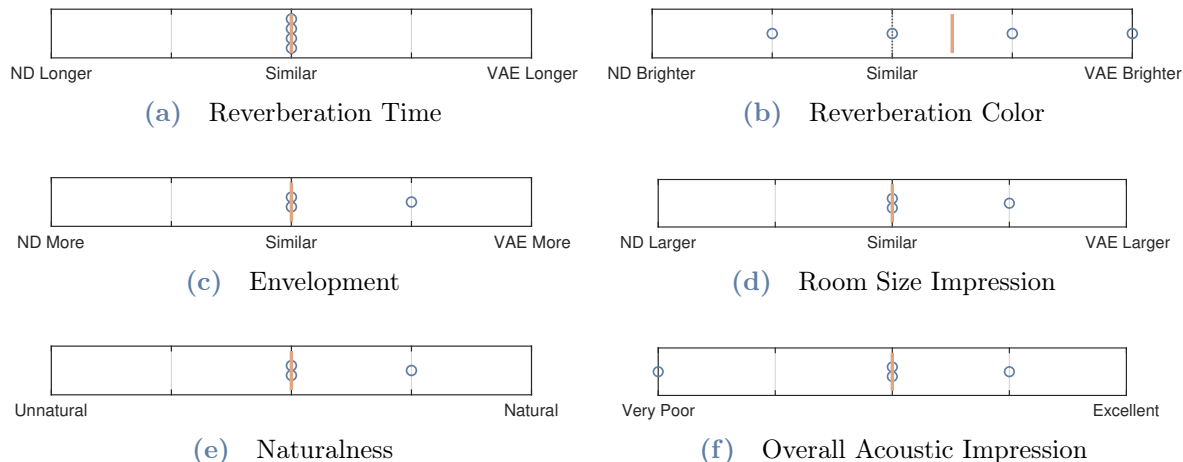 ND Longer Similar VAE Longer
(a) Reverberation Time
ND Brighter Similar VAE Brighter
(b) Reverberation Color
ND More Similar VAE More
(c) Envelopment
ND Larger Similar VAE Larger
(d) Room Size Impression
Unnatural Natural
(e) Naturalness
Very Poor Excellent
(f) Overall Acoustic Impression